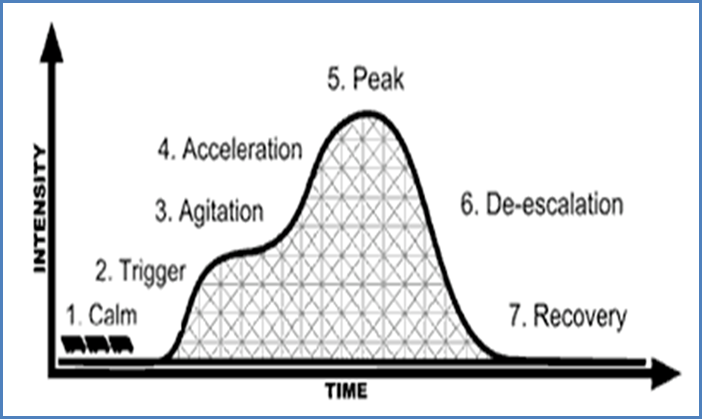 5. Peak
4. Acceleration
3. Agitation
6. De-escalation
2. Trigger
1. Calm
7. Recovery
INTENSITY
TIME